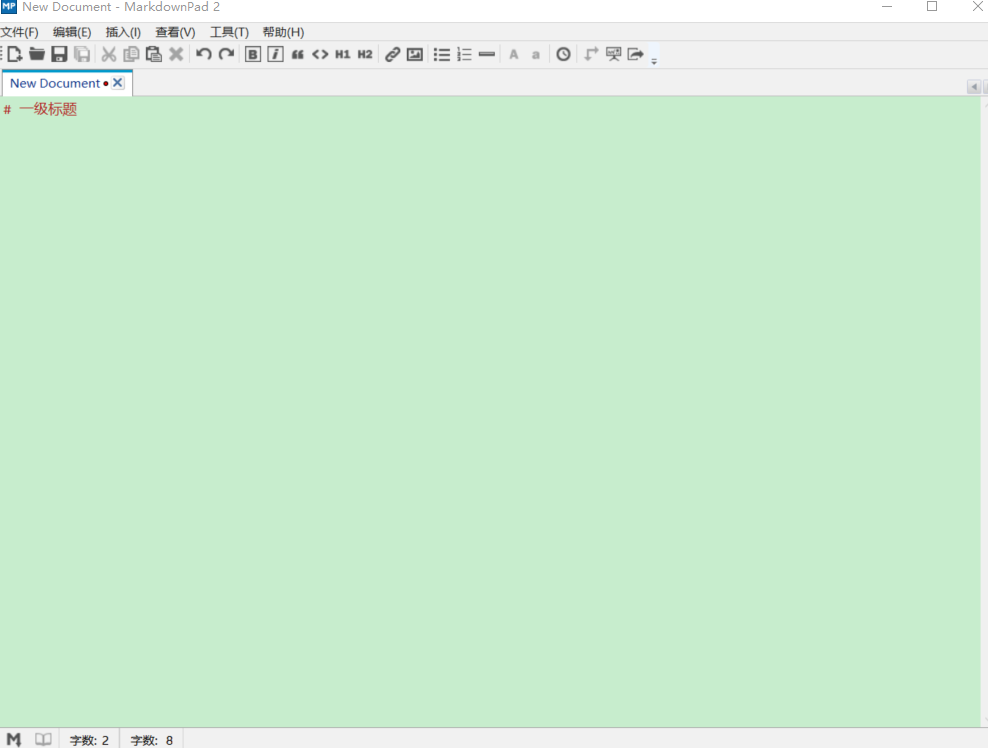 MP New Document - MarkdownPad 2
文件(F) 编辑(E) 插入(I) 查看(V) 工具(T) 帮助(H)
B i “ <> H1 H2 A a
New Document
# 一级标题
M 字数: 2 字数: 8